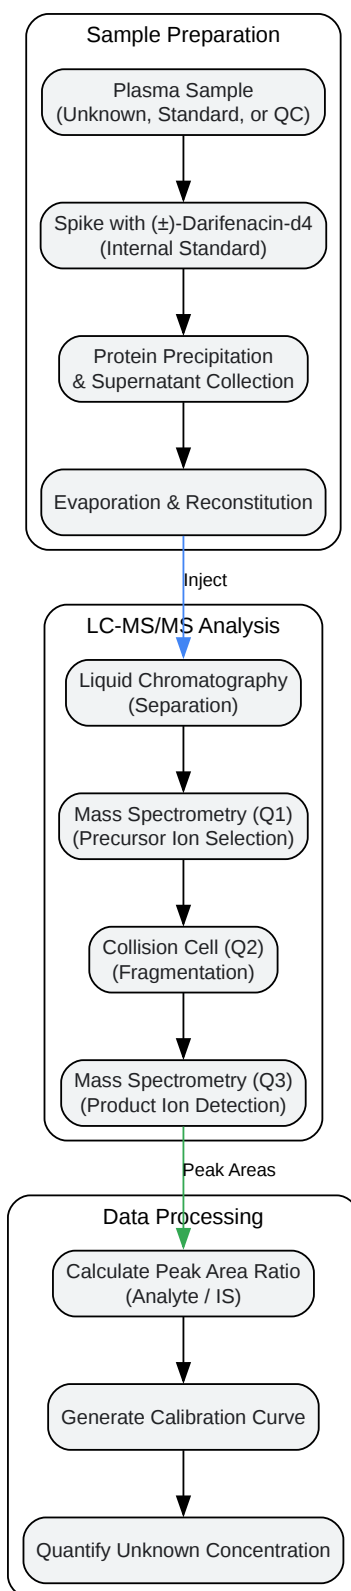 Sample Preparation
Plasma Sample
(Unknown, Standard, or QC)
Spike with (±)-Darifenacin-d4
(Internal Standard)
Protein Precipitation
& Supernatant Collection
Evaporation & Reconstitution
Inject
LC-MS/MS Analysis
Liquid Chromatography
(Separation)
Mass Spectrometry (Q1)
(Precursor Ion Selection)
Collision Cell (Q2)
(Fragmentation)
Mass Spectrometry (Q3)
(Product Ion Detection)
Peak Areas
Data Processing
Calculate Peak Area Ratio
(Analyte / IS)
Generate Calibration Curve
Quantify Unknown Concentration